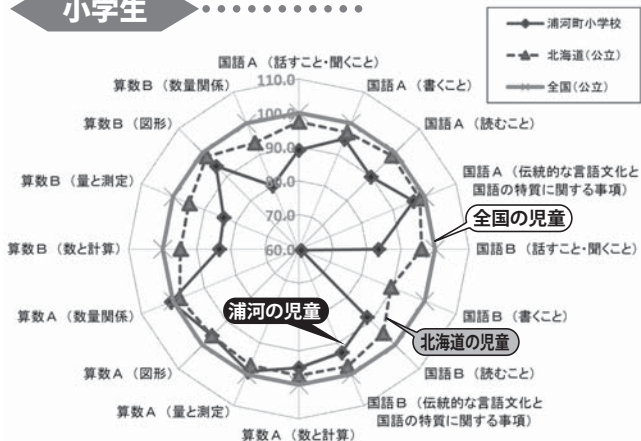 小学生
浦河町小学校
北海道(公立)
全国(公立)
国語A(話すこと・聞くこと)
110.0
100.0
90.0
80.0
70.0
60.0
国語A(書くこと)
国語A(読むこと)
国語A(伝統的な言語文化と
国語の特質に関する事項)
全国の児童
国語B(話すこと・聞くこと)
国語B(書くこと)
北海道の児童
国語B(読むこと)
国語B(伝統的な言語文化と
国語の特質に関する事項)
浦河の児童
算数A(数と計算)
算数A(量と測定)
算数A(図形)
算数A(数量関係)
算数B(数と計算)
算数B(量と測定)
算数B(図形)
算数B(数量関係)